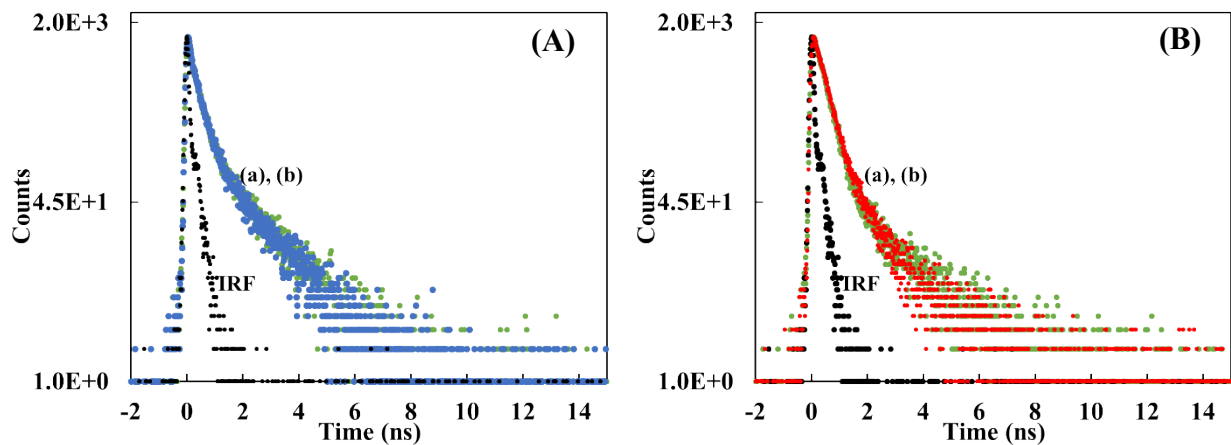 (A)
2.0E+3
4.5E+1
1.0E+0
Counts
(a), (b)
IRF
-2 0 2 4 6 8 10 12 14
Time (ns)
(B)
2.0E+3
4.5E+1
1.0E+0
Counts
(a), (b)
IRF
-2 0 2 4 6 8 10 12 14
Time (ns)